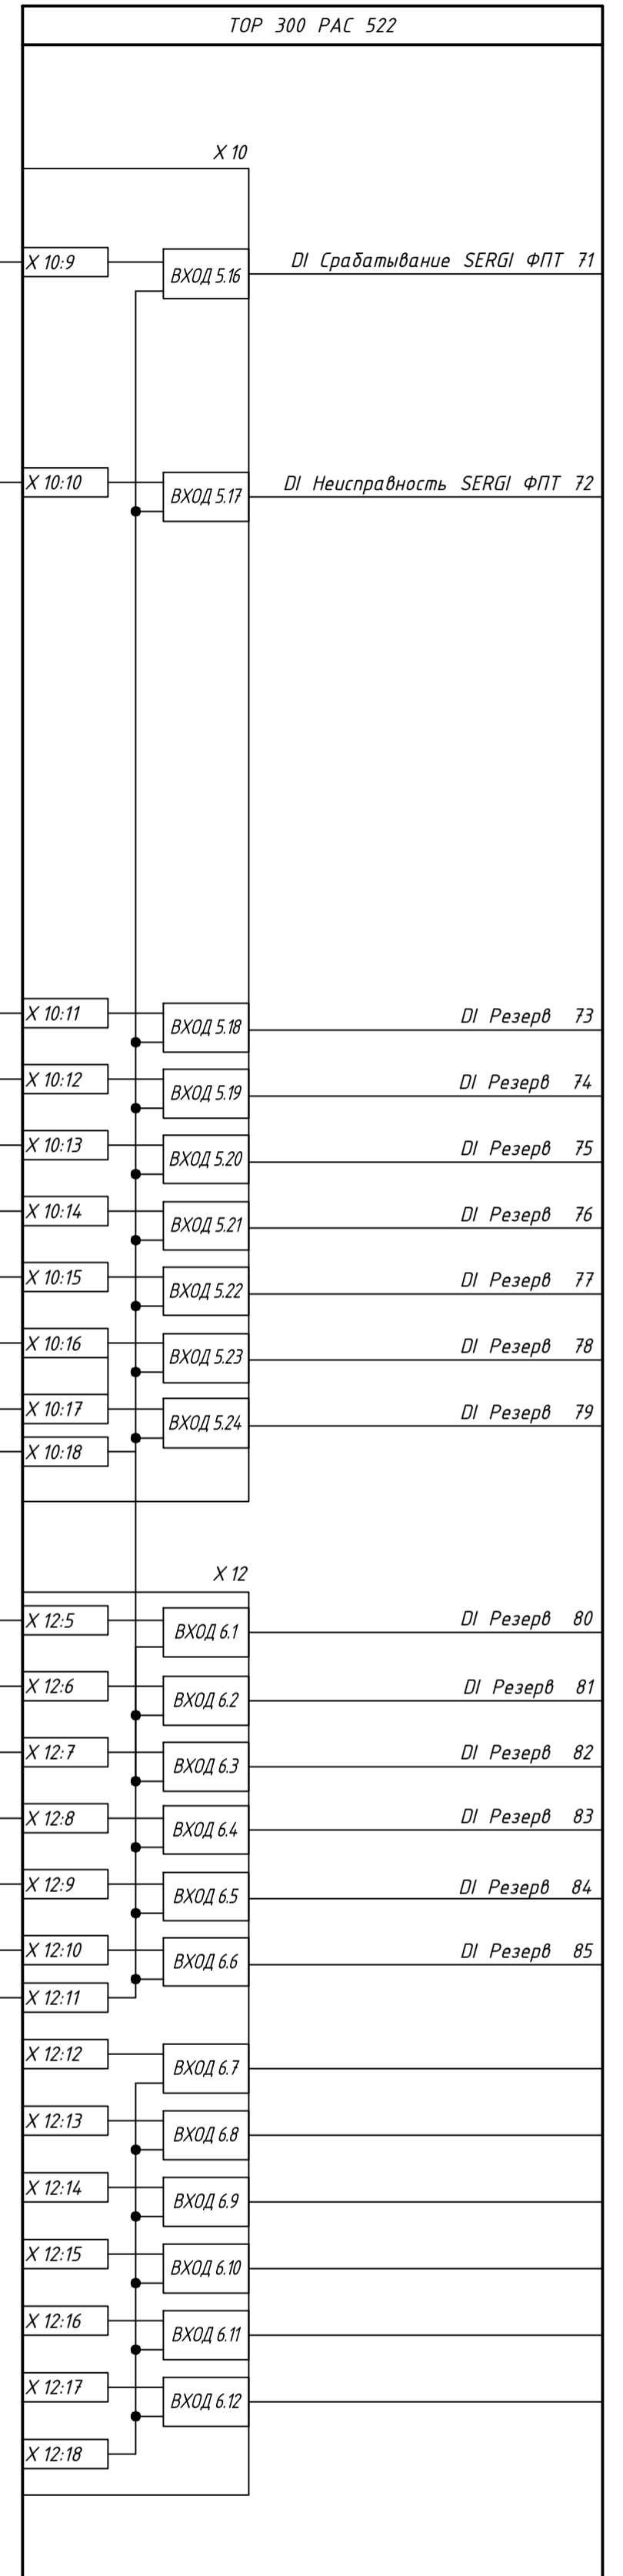 ТОР 300 РАС 522
X 10
X 10:9 ВХОД 5.16 DI Срабатывание SERGI ФПТ 71
X 10:10 ВХОД 5.17 DI Неисправность SERGI ФПТ 72
X 10:11 ВХОД 5.18 DI Резерв 73
X 10:12 ВХОД 5.19 DI Резерв 74
X 10:13 ВХОД 5.20 DI Резерв 75
X 10:14 ВХОД 5.21 DI Резерв 76
X 10:15 ВХОД 5.22 DI Резерв 77
X 10:16 ВХОД 5.23 DI Резерв 78
X 10:17 ВХОД 5.24 DI Резерв 79
X 10:18
X 12
X 12:5 ВХОД 6.1 DI Резерв 80
X 12:6 ВХОД 6.2 DI Резерв 81
X 12:7 ВХОД 6.3 DI Резерв 82
X 12:8 ВХОД 6.4 DI Резерв 83
X 12:9 ВХОД 6.5 DI Резерв 84
X 12:10 ВХОД 6.6 DI Резерв 85
X 12:11
X 12:12 ВХОД 6.7
X 12:13 ВХОД 6.8
X 12:14 ВХОД 6.9
X 12:15 ВХОД 6.10
X 12:16 ВХОД 6.11
X 12:17 ВХОД 6.12
X 12:18